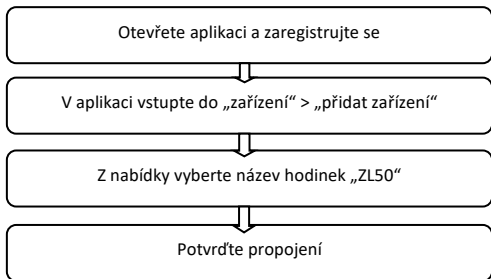 Otevřete aplikaci a zaregistrujte se
V aplikaci vstupte do „zařízení“ > „přidat zařízení“
Z nabídky vyberte název hodinek „ZL50“
Potvrďte propojení